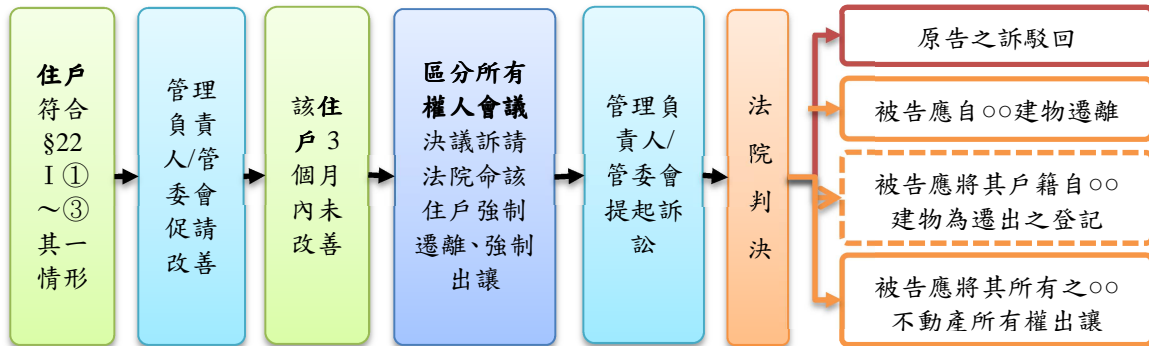 住戶
符合
§22
I ①
～③
其一
情形
管理
負責
人/管
委會
促請
改善
該住
戶 3
個月
內未
改善
區分所有
權人會議
決議訴請
法院命該
住戶強制
遷離、強制
出讓
管理負
責人/
管委會
提起訴
訟
法
院
判
決
原告之訴駁回
被告應自○○建物遷離
被告應將其戶籍自○○
建物為遷出之登記
被告應將其所有之○○
不動產所有權出讓